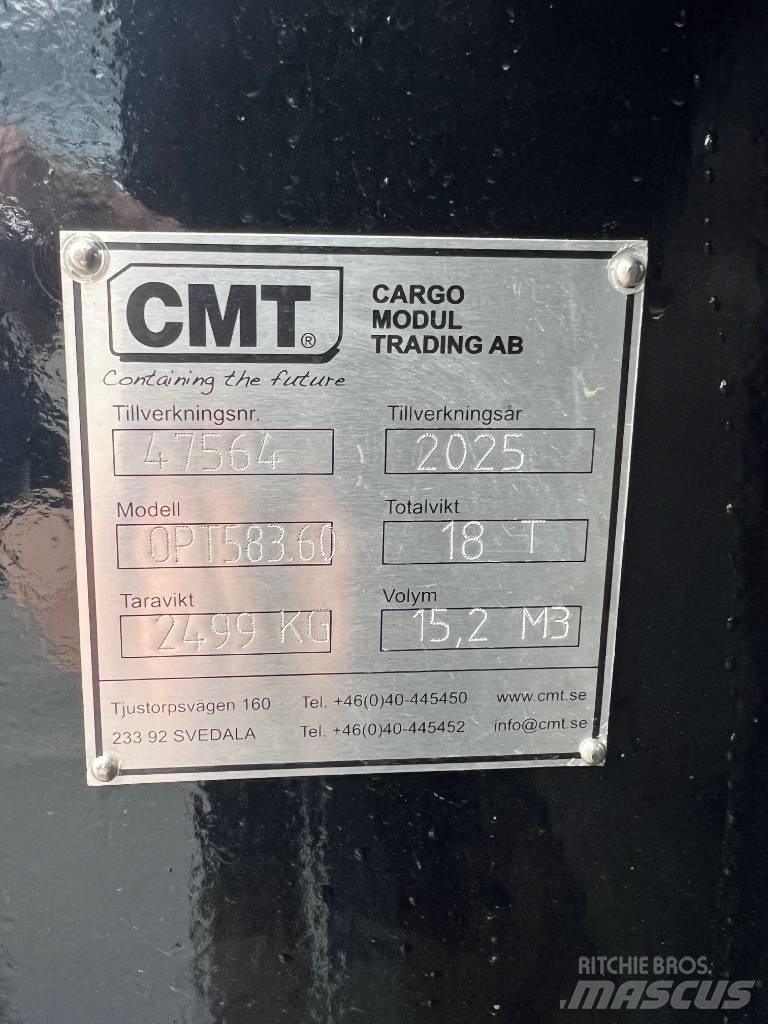 CMT®
CARGO
MODUL
TRADING AB
Containing the future
Tillverkningsnr.
Tillverkningsår
47564
2025
Modell
Totalvikt
OPT583.60
18 T
Taravikt
Volym
2499 KG
15,2 M3
Tjustorpsvägen 160 Tel. +46(0)40-445450 www.cmt.se
233 92 SVEDALA Tel. +46(0)40-445452 info@cmt.se
RITCHIE BROS.
MASCUS